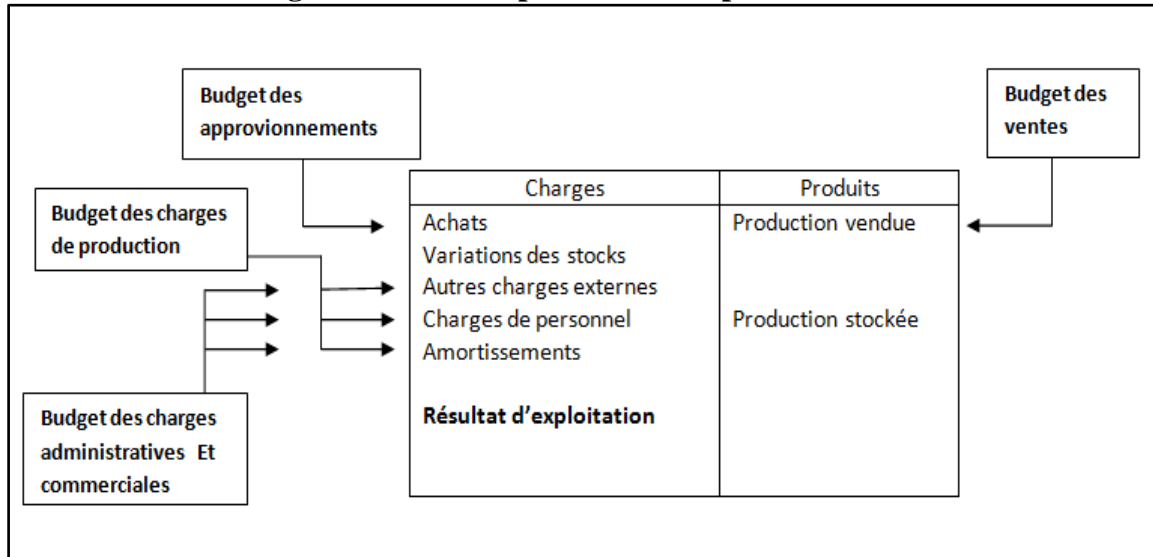 Budget des
approvionnements
Budget des
ventes
Budget des charges
de production
Charges
Produits
Achats
Production vendue
Variations des stocks
Autres charges externes
Charges de personnel
Production stockée
Amortissements
Résultat d’exploitation
Budget des charges
administratives Et
commerciales